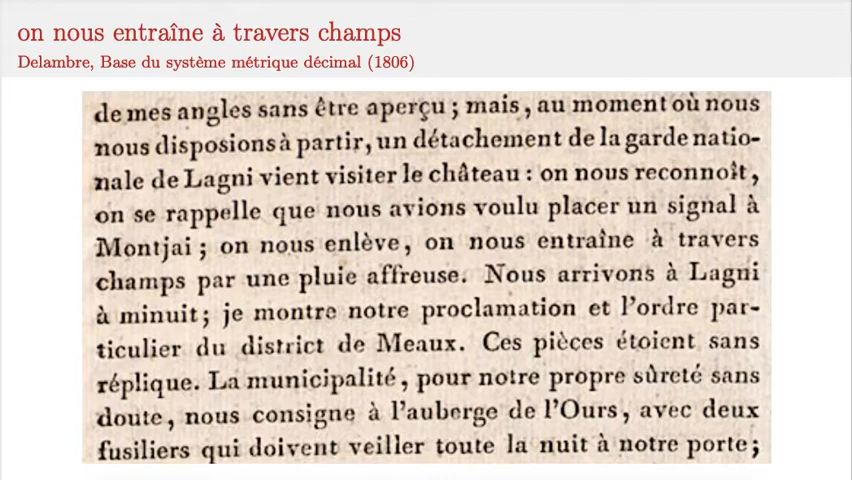 on nous entraîne à travers champs
Delambre, Base du système métrique décimal (1806)
de mes angles sans être aperçu ; mais, au moment où nous
nous disposions à partir, un détachement de la garde natio-
nale de Lagni vient visiter le château : on nous reconnoît,
on se rappelle que nous avions voulu placer un signal à
Montjai ; on nous enlève, on nous entraîne à travers
champs par une pluie affreuse. Nous arrivons à Lagni
à minuit ; je montre notre proclamation et l'ordre par-
ticulier du district de Meaux. Ces pièces étoient sans
réplique. La municipalité, pour notre propre sûreté sans
doute, nous consigne à l'auberge de l'Ours, avec deux
fusiliers qui doivent veiller toute la nuit à notre porte ;